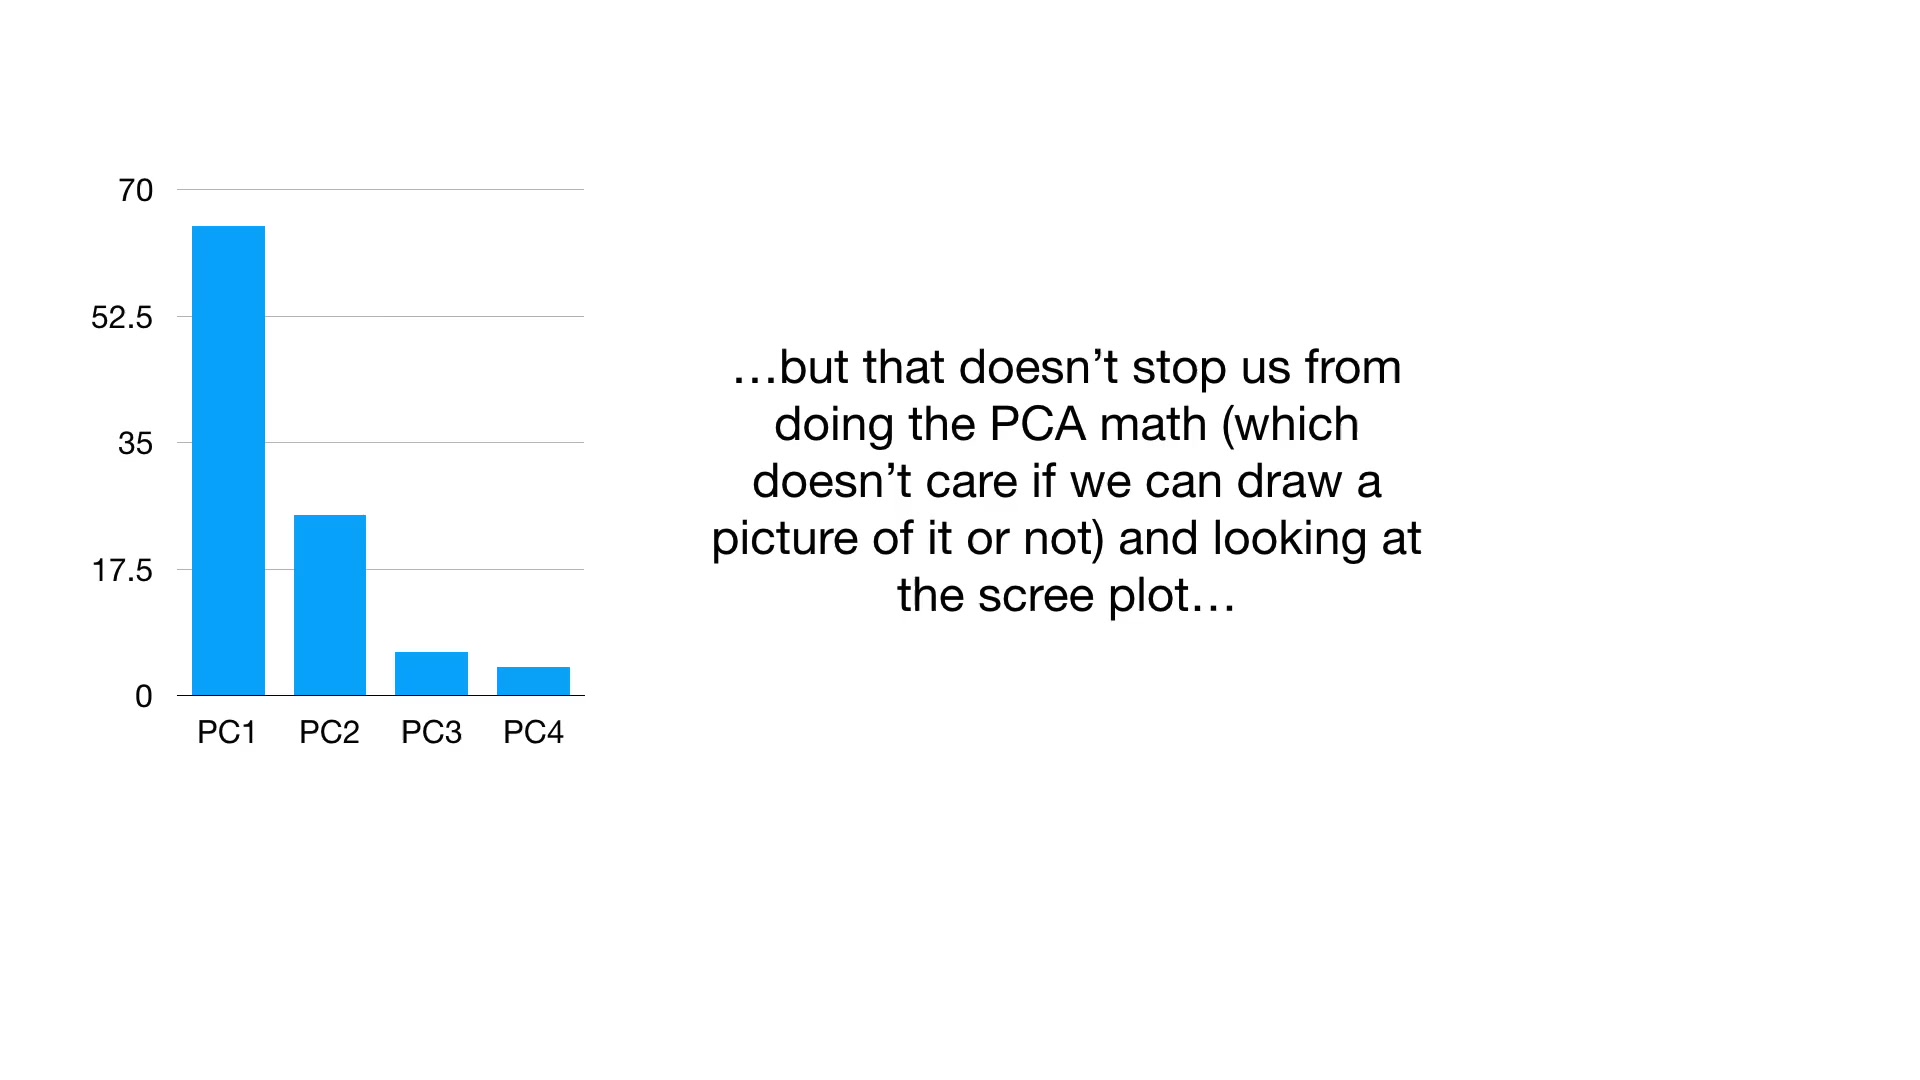 70
52.5
35
17.5
0
PC1 PC2 PC3 PC4
…but that doesn’t stop us from
doing the PCA math (which
doesn’t care if we can draw a
picture of it or not) and looking at
the scree plot…